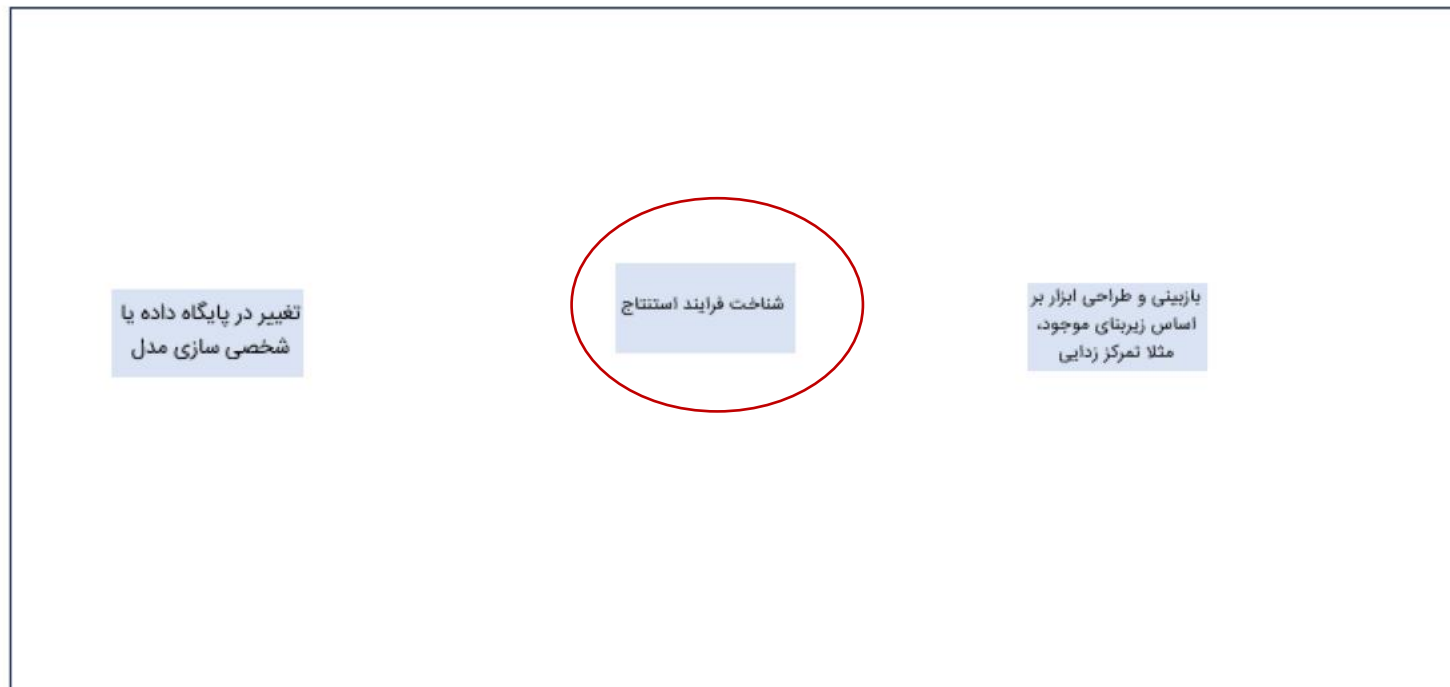 بازبینی و طراحی ابزار بر
اساس زیربنای موجود،
مثلا تمرکز زدایی
شناخت فرایند استنتاج
تغییر در پایگاه داده یا
شخصی سازی مدل